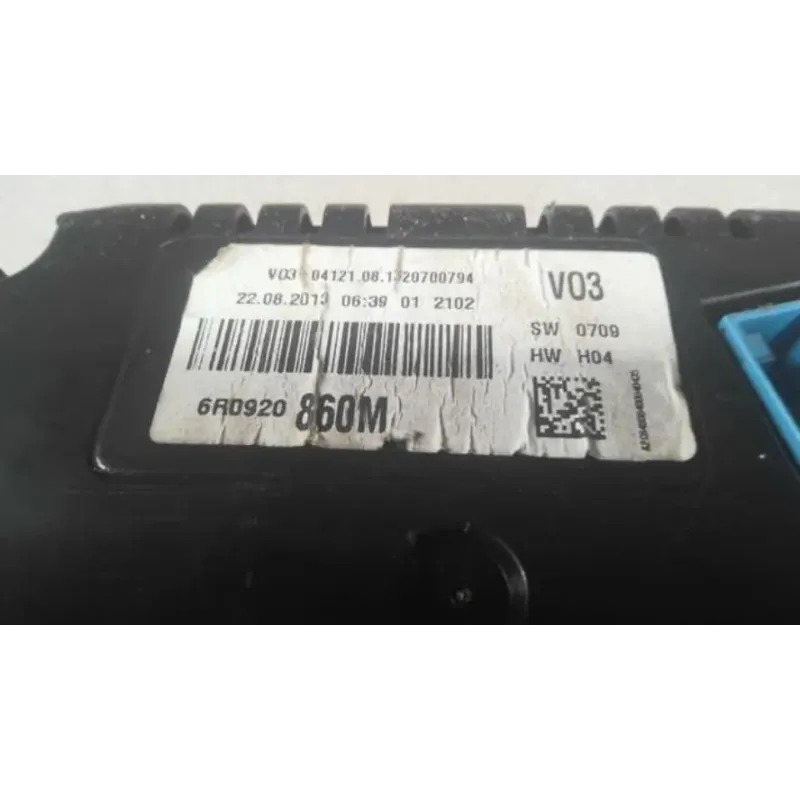 V03-04121.08.1320700794
V03
22.08.2013 06:39 01 2102
SW 0709
HW H04
6R0920 860M